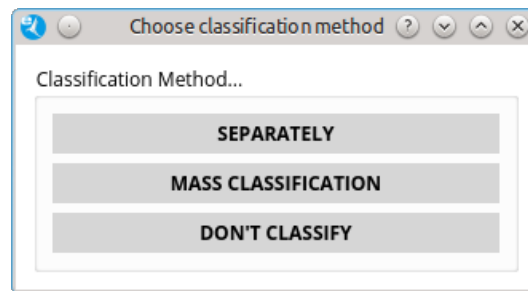 Choose classification method
Classification Method...
SEPARATELY
MASS CLASSIFICATION
DON'T CLASSIFY